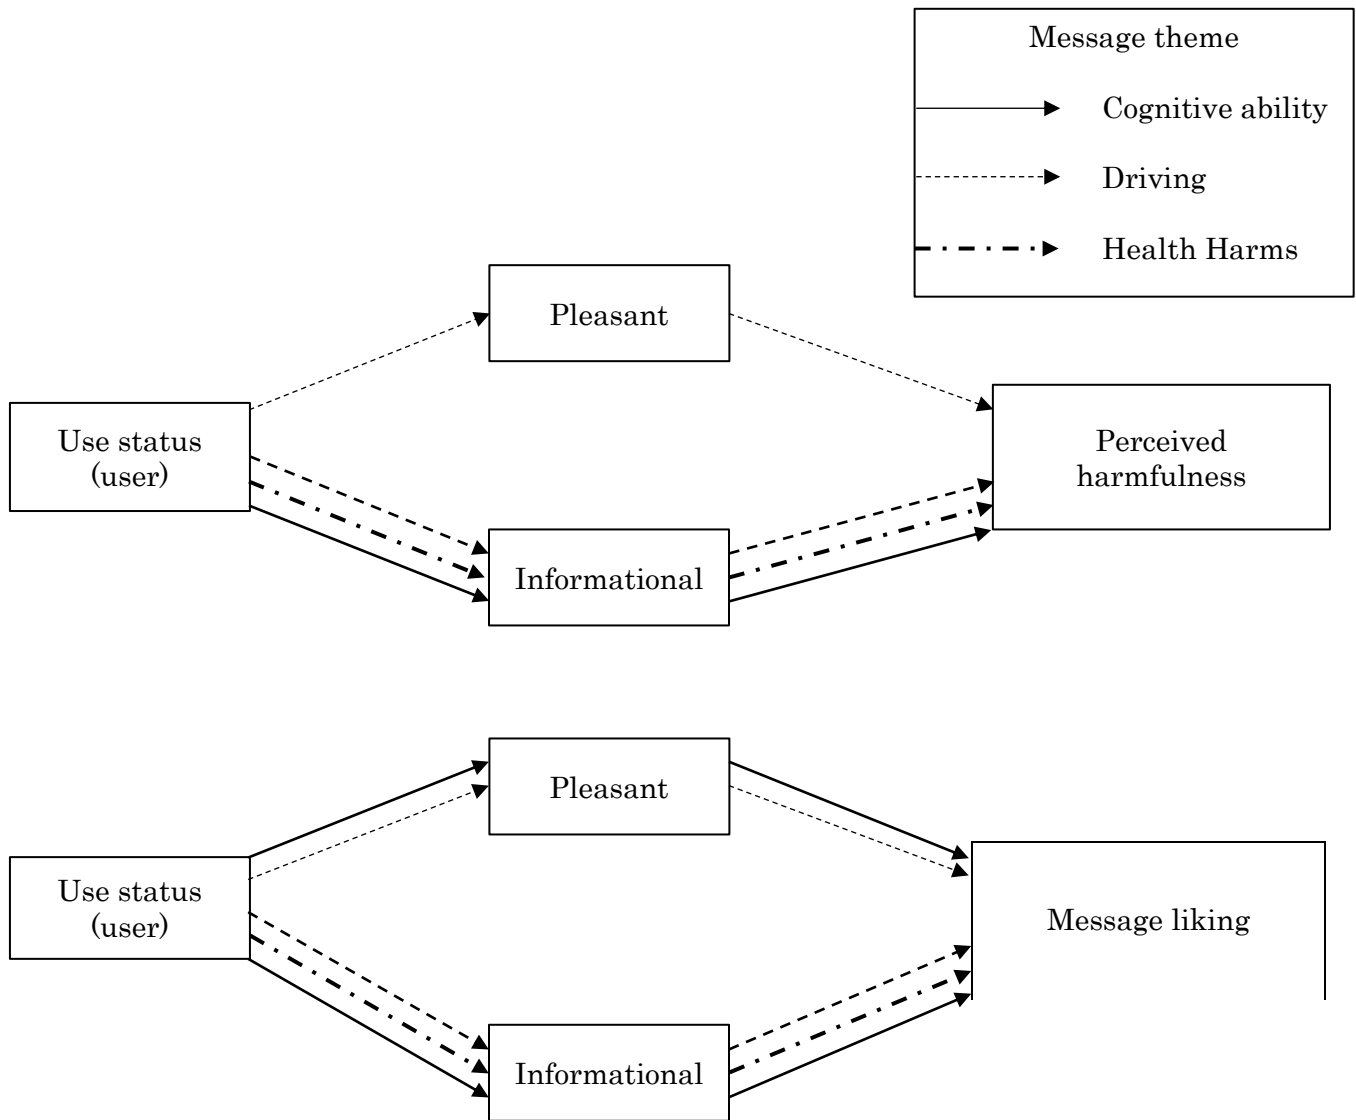 Message theme
Cognitive ability
Driving
Health Harms
Pleasant
Use status
(user)
Perceived
harmfulness
Informational
Pleasant
Use status
(user)
Message liking
Informational